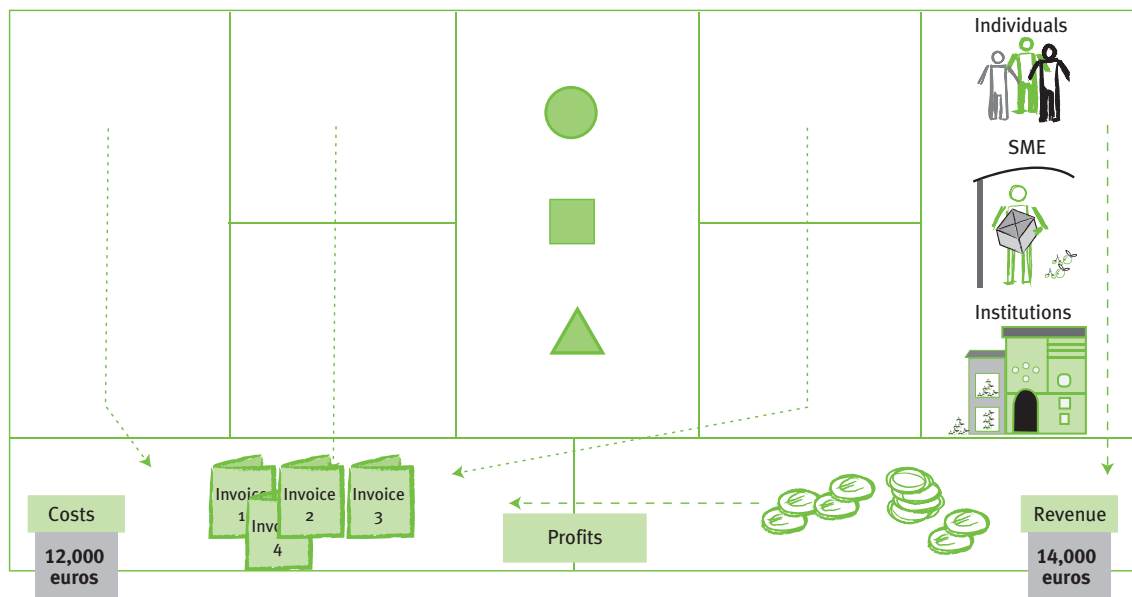 Individuals
SME
Institutions
Invoice
1
Invoice
2
Invoice
3
Invo
4
Costs
12,000
euros
Profits
Revenue
14,000
euros